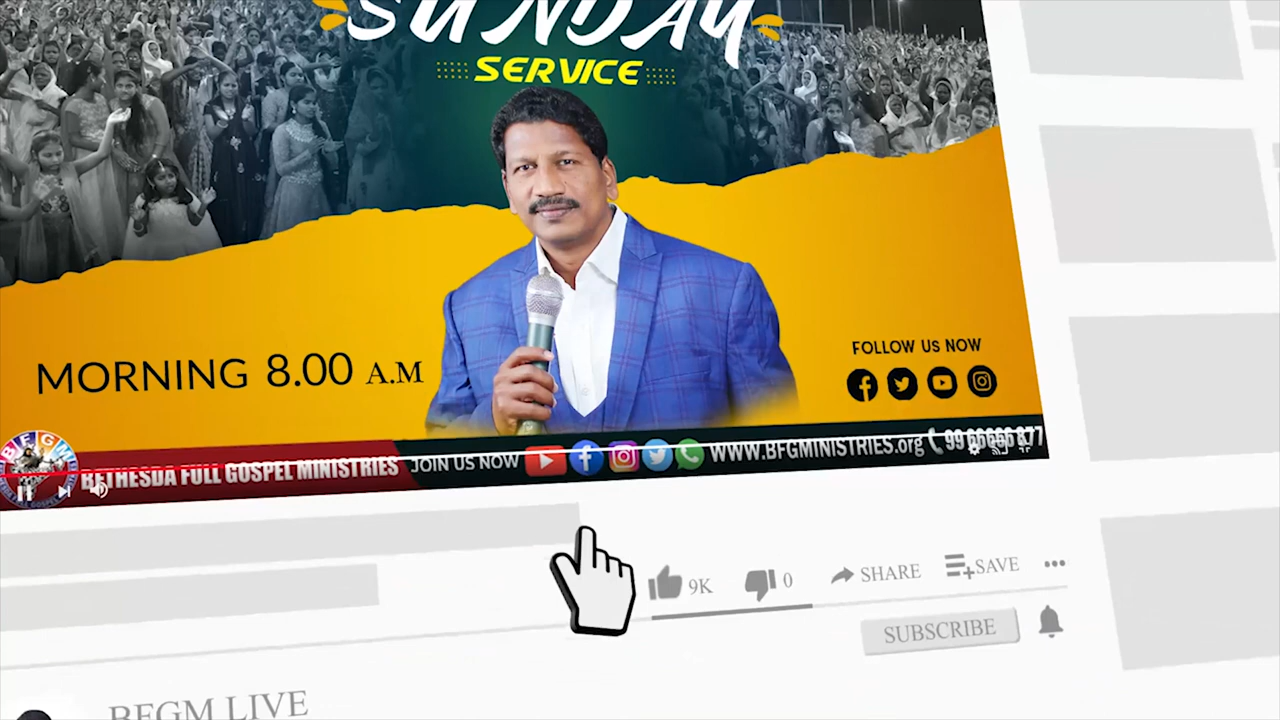 SUNDAY
SERVICE
MORNING 8.00 A.M
FOLLOW US NOW
BFGM
BETHESDA FULL GOSPEL MINISTRIES
JOIN US NOW
WWW.BFGMINISTRIES.org
9K
0
SHARE
SAVE
SUBSCRIBE
BFGM LIVE